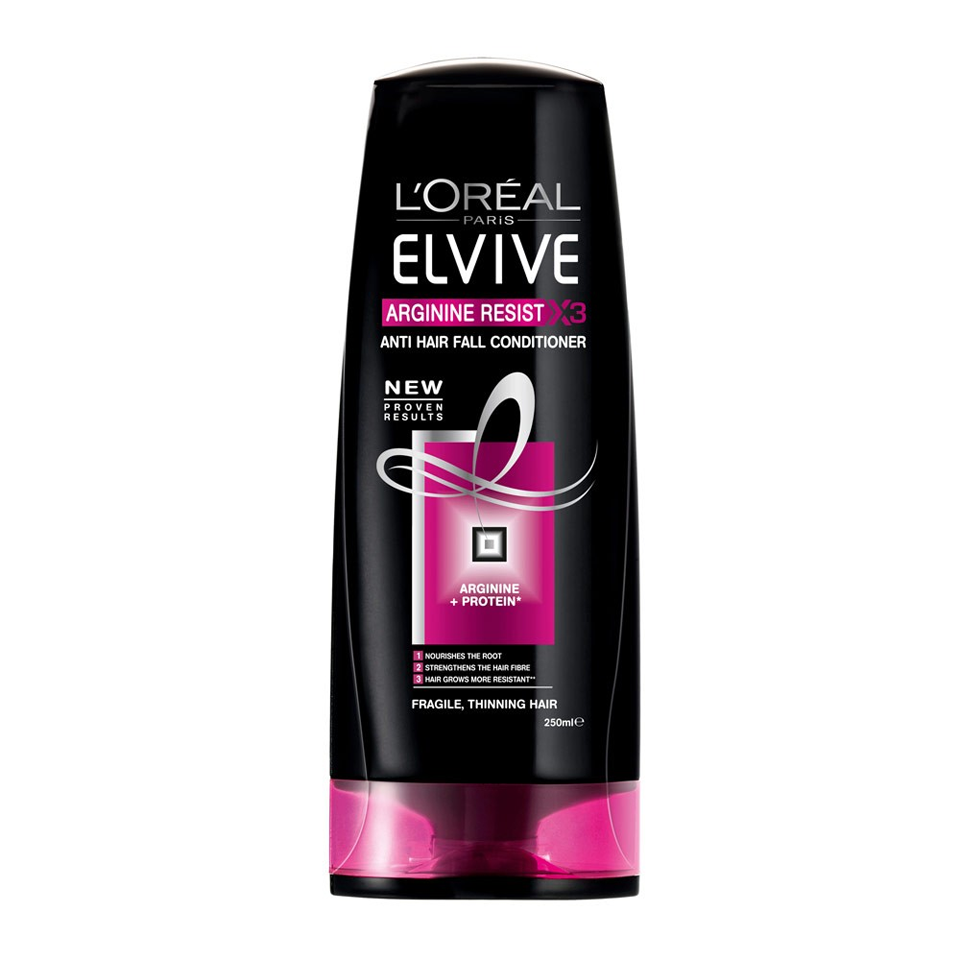 L'ORÉAL
PARiS
ELVIVE
ARGININE RESIST X3
ANTI HAIR FALL CONDITIONER
NEW
PROVEN
RESULTS
ARGININE
+ PROTEIN*
1 NOURISHES THE ROOT
2 STRENGTHENS THE HAIR FIBRE
3 HAIR GROWS MORE RESISTANT**
FRAGILE, THINNING HAIR
250ml℮